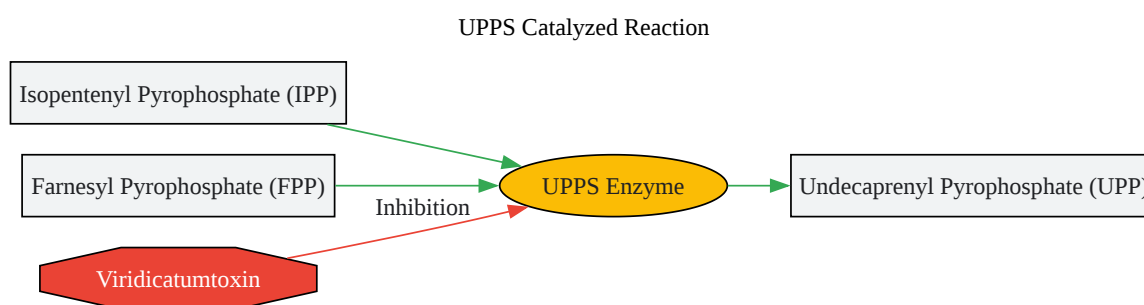 UPPS Catalyzed Reaction
Isopentenyl Pyrophosphate (IPP)
Farnesyl Pyrophosphate (FPP)
UPPS Enzyme
Undecaprenyl Pyrophosphate (UPP)
Inhibition
Viridicatumtoxin